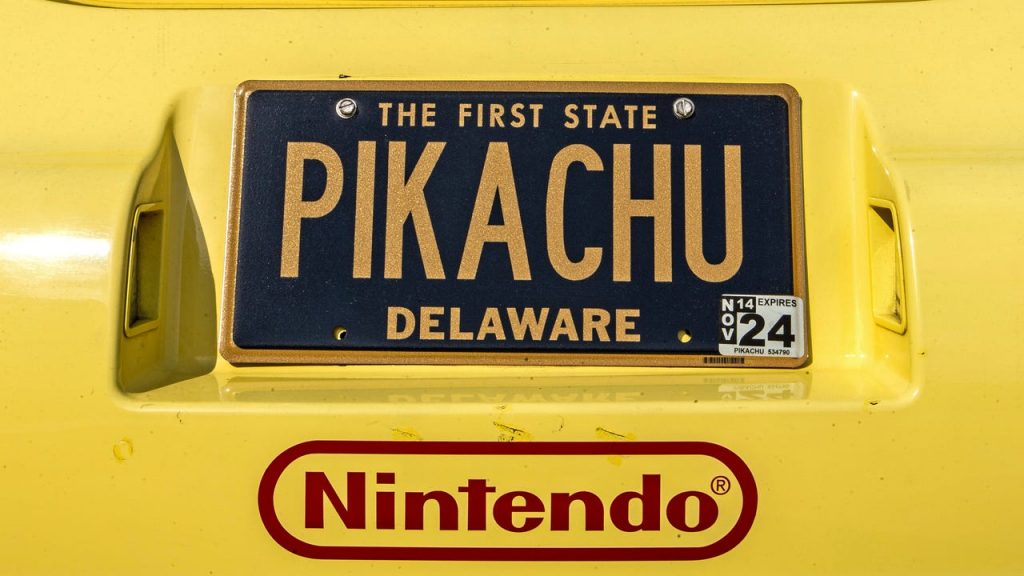 THE FIRST STATE
PIKACHU
DELAWARE
NOV 14 EXPIRES
24
PIKACHU 534790
Nintendo®